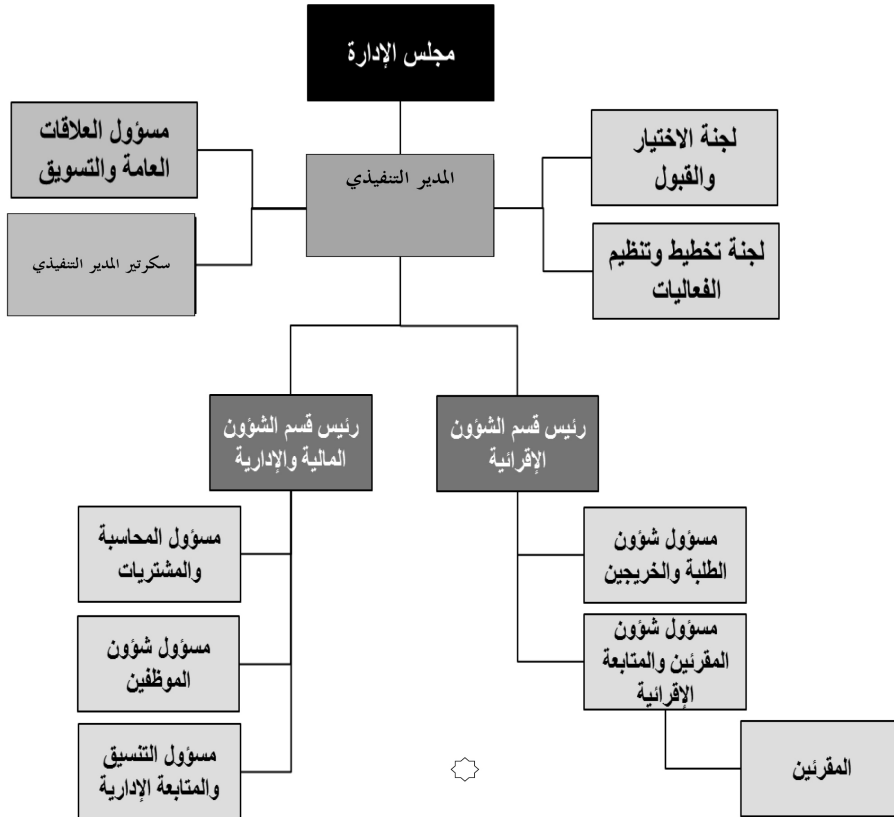 مجلس الإدارة
لجنة الاختيار
والقبول
المدير التنفيذي
مسؤول العلاقات
العامة والتسويق
لجنة تخطيط وتنظيم
الفعاليات
سكرتير المدير التنفيذي
رئيس قسم الشؤون
الإقرائية
رئيس قسم الشؤون
المالية والإدارية
مسؤول شؤون
الطلبة والخريجين
مسؤول المحاسبة
والمشتريات
مسؤول شؤون
المقرئين والمتابعة
الإقرائية
مسؤول شؤون
الموظفين
المقرئين
مسؤول التنسيق
والمتابعة الإدارية